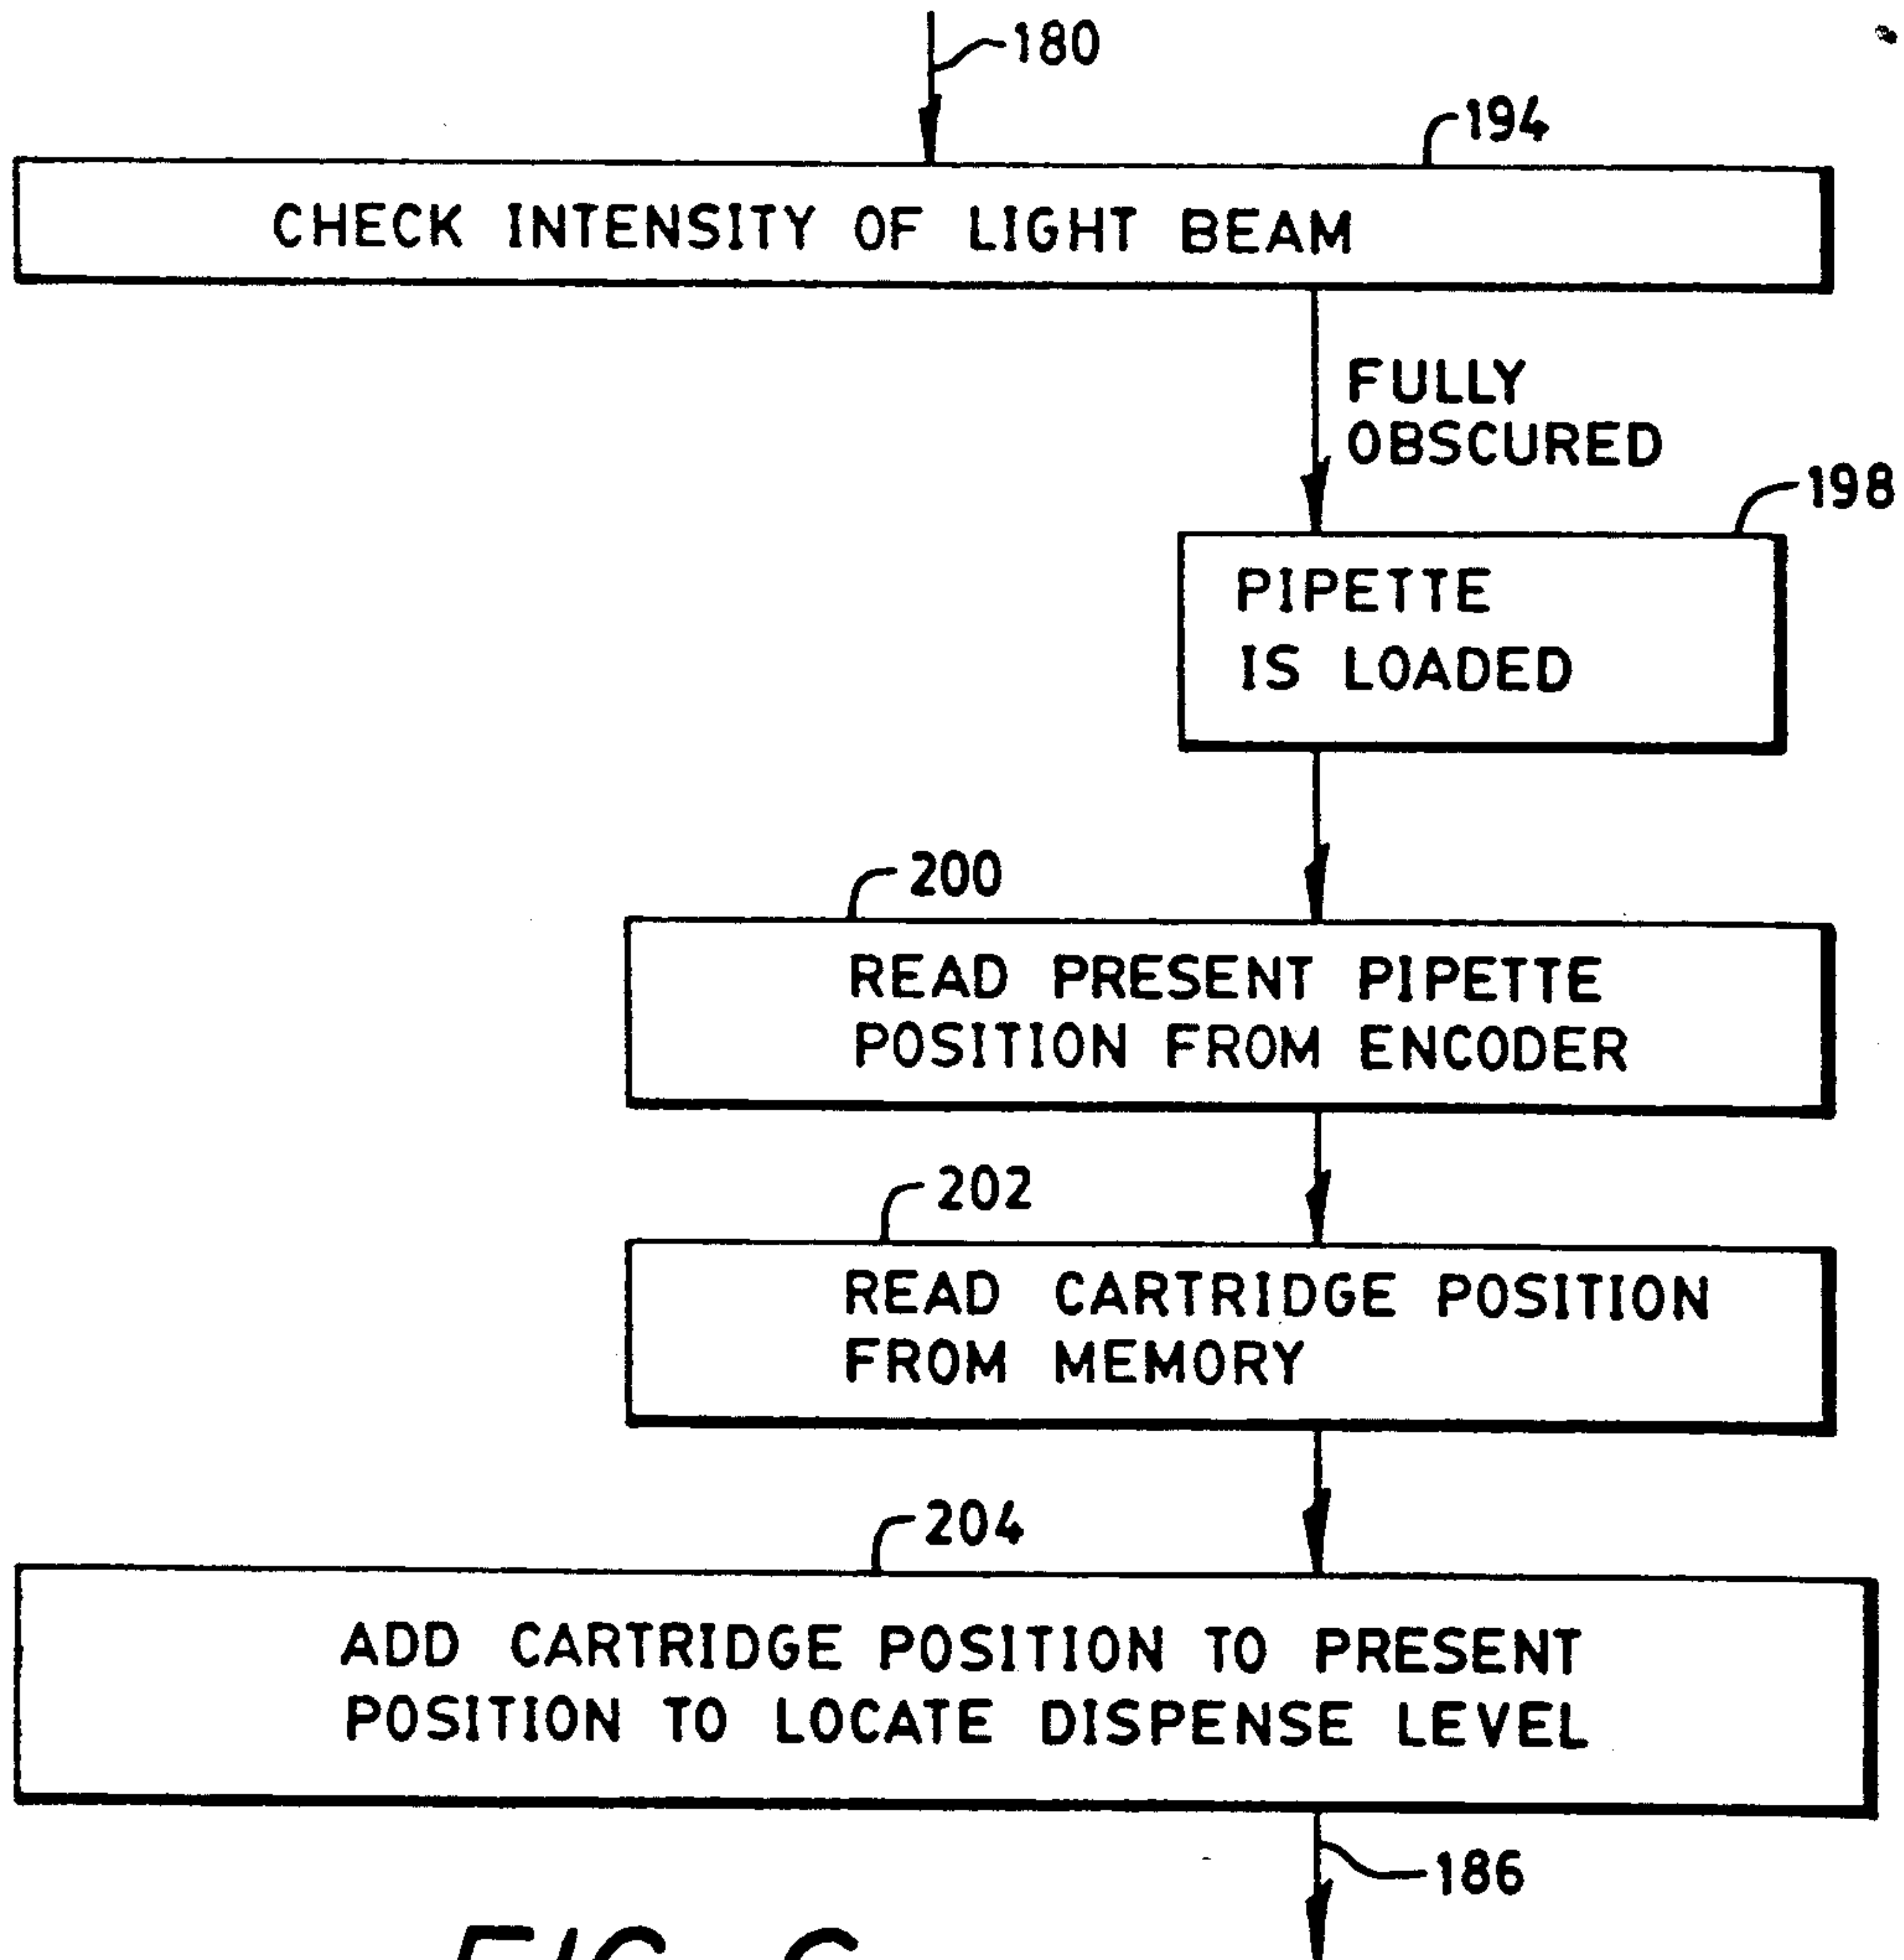 180
194
CHECK INTENSITY OF LIGHT BEAM
FULLY
OBSCURED
198
PIPETTE
IS LOADED
200
READ PRESENT PIPETTE
POSITION FROM ENCODER
202
READ CARTRIDGE POSITION
FROM MEMORY
204
ADD CARTRIDGE POSITION TO PRESENT
POSITION TO LOCATE DISPENSE LEVEL
186